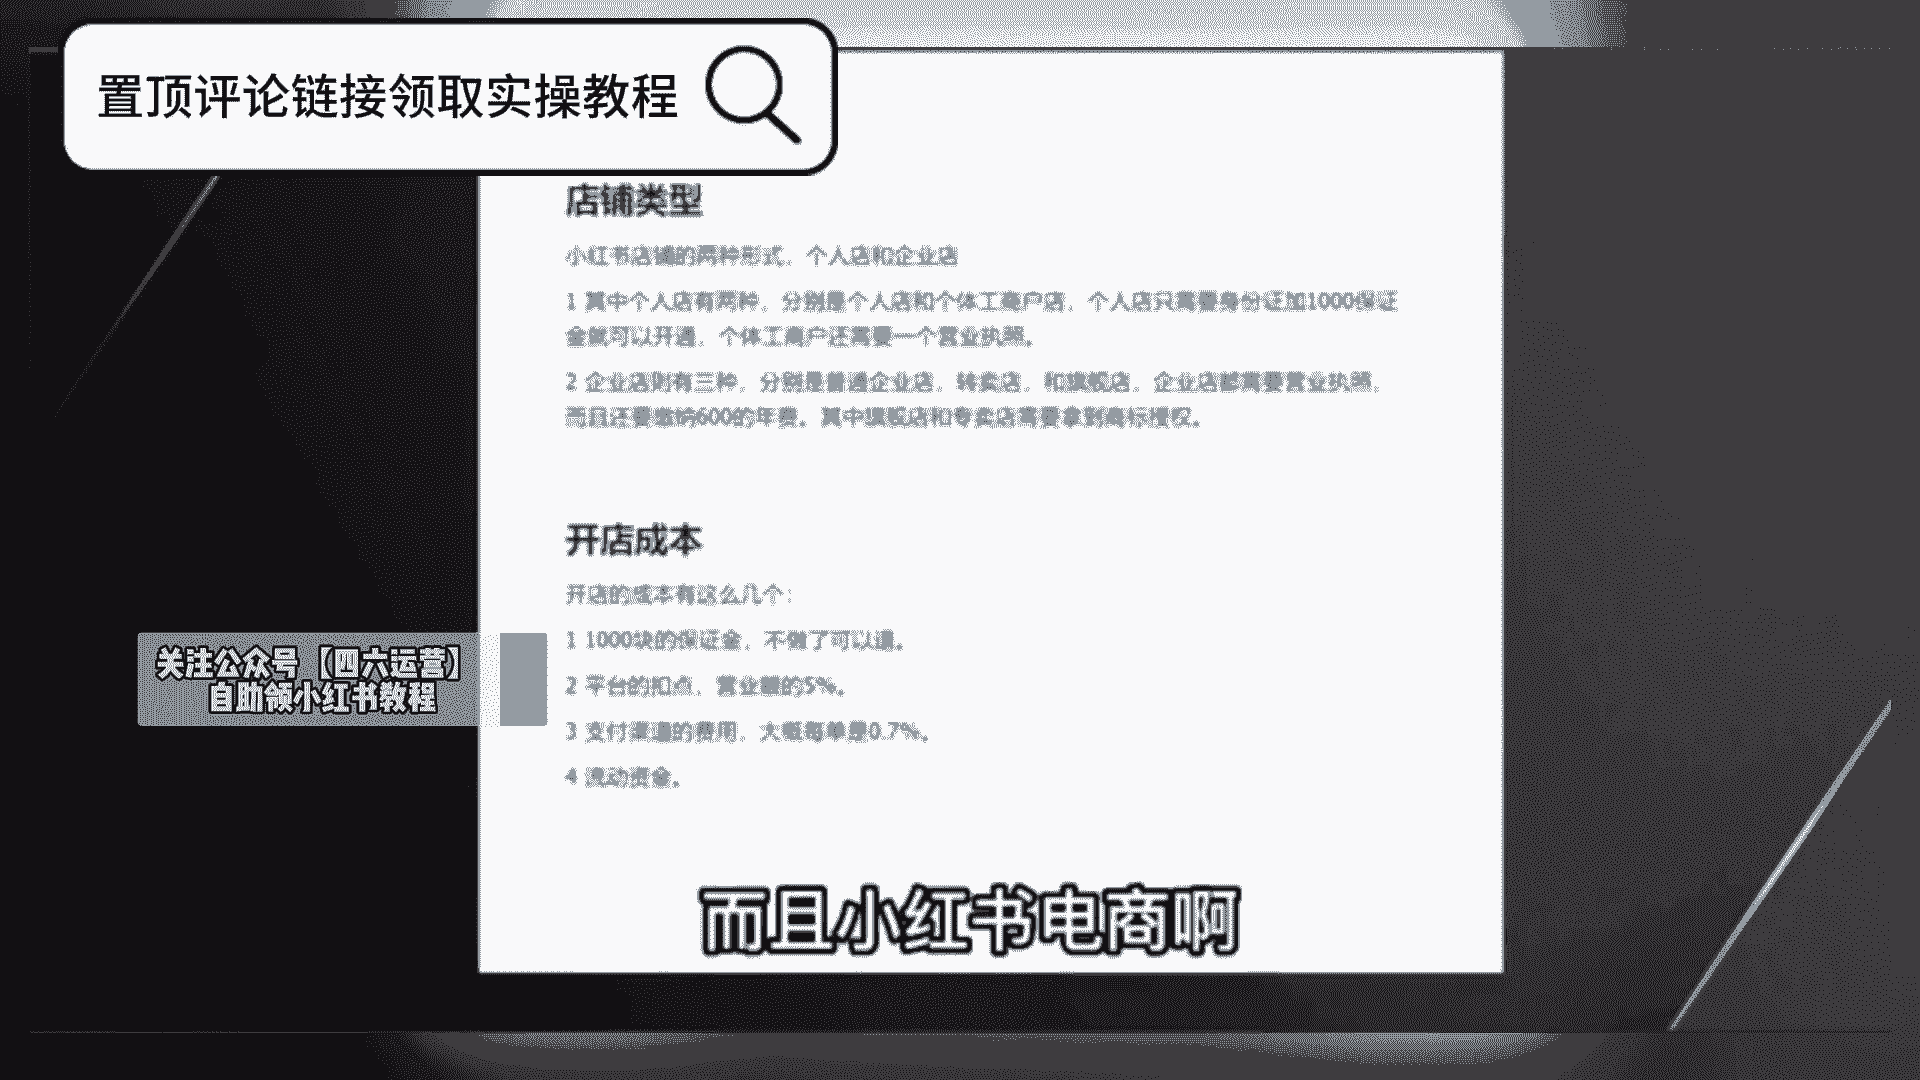 置顶评论链接领取实操教程
店铺类型
小红书店铺的两种形式，个人店和企业店
1 其中个人店有两种，分别是个人店和个体工商户店，个人店只需要身份证加1000保证
金就可以开通，个体工商户还需要一个营业执照。
2 企业店则有三种，分别是普通企业店，转卖店，和旗舰店，企业店都需要营业执照，
而且还要缴纳600的年费。其中旗舰店和专卖店需要拿到商标授权。
开店成本
开店的成本有这么几个：
1 1000块的保证金，不做了可以退。
2 平台的扣点，营业额的5%。
3 支付渠道的费用，大概每单是0.7%。
4 流动资金。
关注公众号【四六运营】
自助领小红书教程
而且小红书电商啊